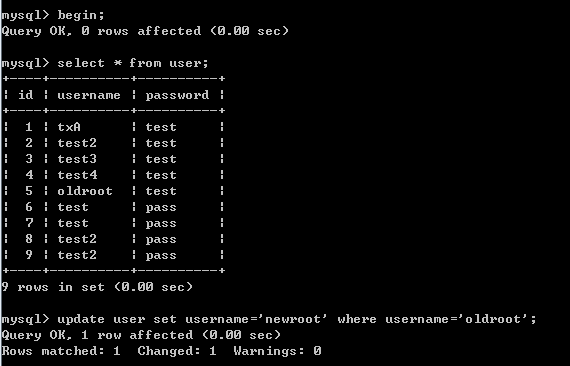 mysql> begin;
Query OK, 0 rows affected (0.00 sec)
mysql> select * from user;
+----+----------+----------+
| id | username | password |
+----+----------+----------+
|  1 | txA      | test     |
|  2 | test2    | test     |
|  3 | test3    | test     |
|  4 | test4    | test     |
|  5 | oldroot  | test     |
|  6 | test     | pass     |
|  7 | test     | pass     |
|  8 | test2    | pass     |
|  9 | test2    | pass     |
+----+----------+----------+
9 rows in set (0.00 sec)
mysql> update user set username='newroot' where username='oldroot';
Query OK, 1 row affected (0.00 sec)
Rows matched: 1  Changed: 1  Warnings: 0